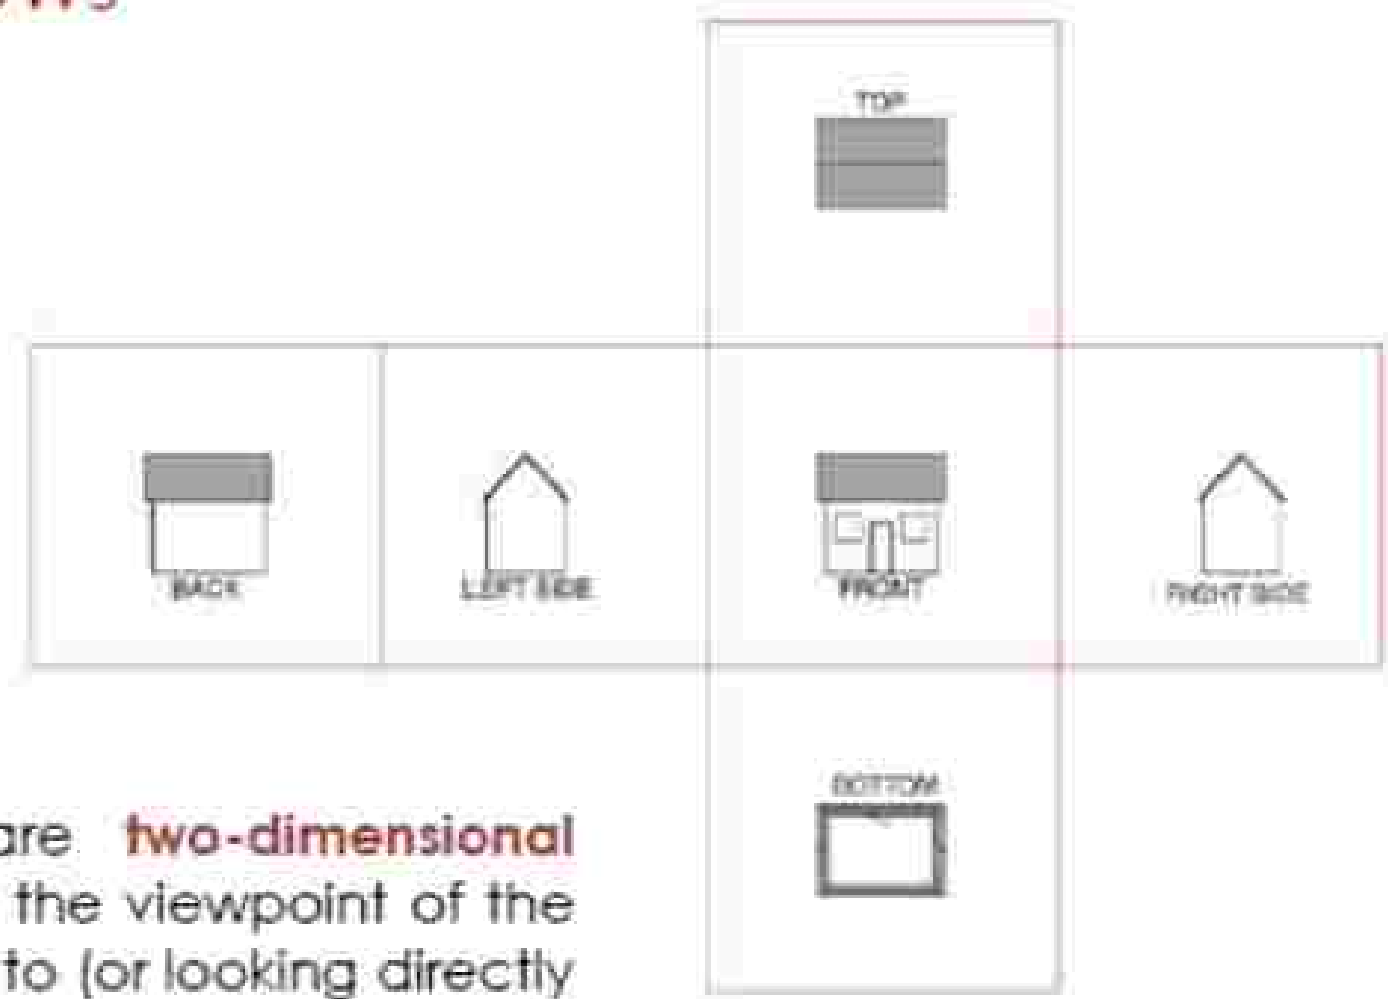 TOP
BACK
LEFT SIDE
FRONT
RIGHT SIDE
BOTTOM
are two-dimensional
the viewpoint of the
to (or looking directly